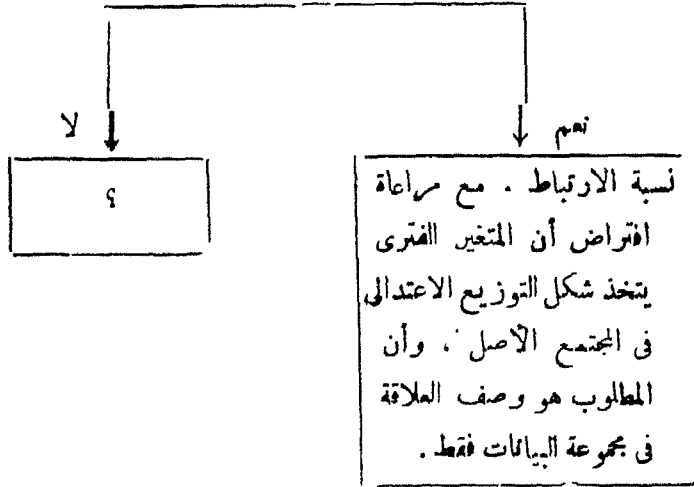 نعم
لا
نسبة الارتباط . مع مراعاة
افتراض أن المتغير الفترى
يتخذ شكل التوزيع الاعتدالى
فى المجتمع الأصل ، وأن
المطلوب هو وصف العلاقة
فى مجموعة البيانات فقط .
؟